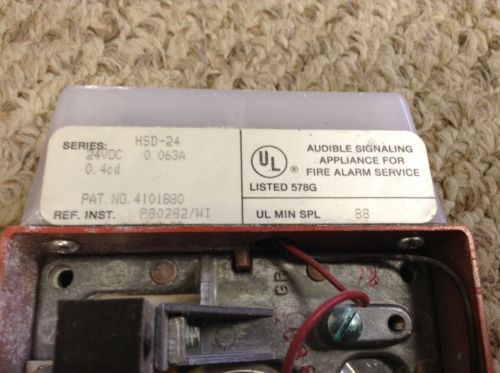 SERIES: HSD-24
24VDC 0.063A
0.4cd
PAT. NO. 4101880
REF. INST. P80282/WI
UL ®
LISTED 578G
AUDIBLE SIGNALING
APPLIANCE FOR
FIRE ALARM SERVICE
UL MIN SPL 88